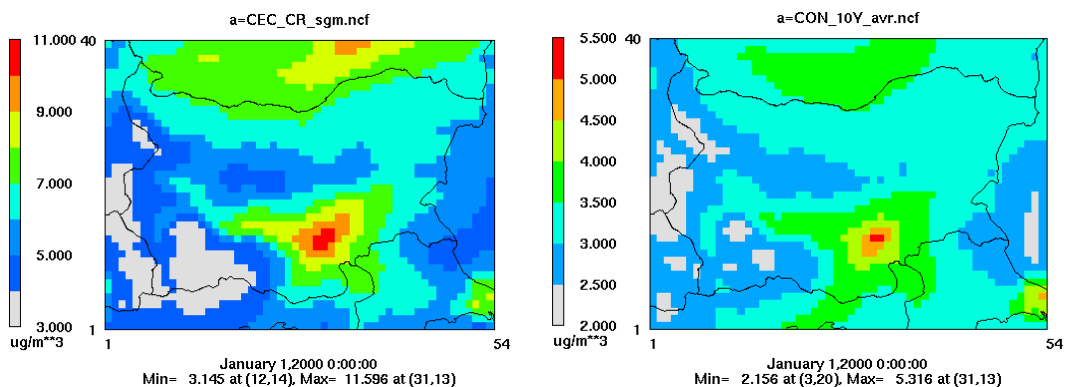 a=CEC_CR_sgm.ncf
11.000
9.000
7.000
5.000
3.000
ug/m**3
40
1
1
54
January 1,2000 0:00:00
Min= 3.145 at (12,14), Max= 11.596 at (31,13)
a=CON_10Y_avr.ncf
5.500
5.000
4.500
4.000
3.500
3.000
2.500
2.000
ug/m**3
40
1
1
54
January 1,2000 0:00:00
Min= 2.156 at (3,20), Max= 5.316 at (31,13)